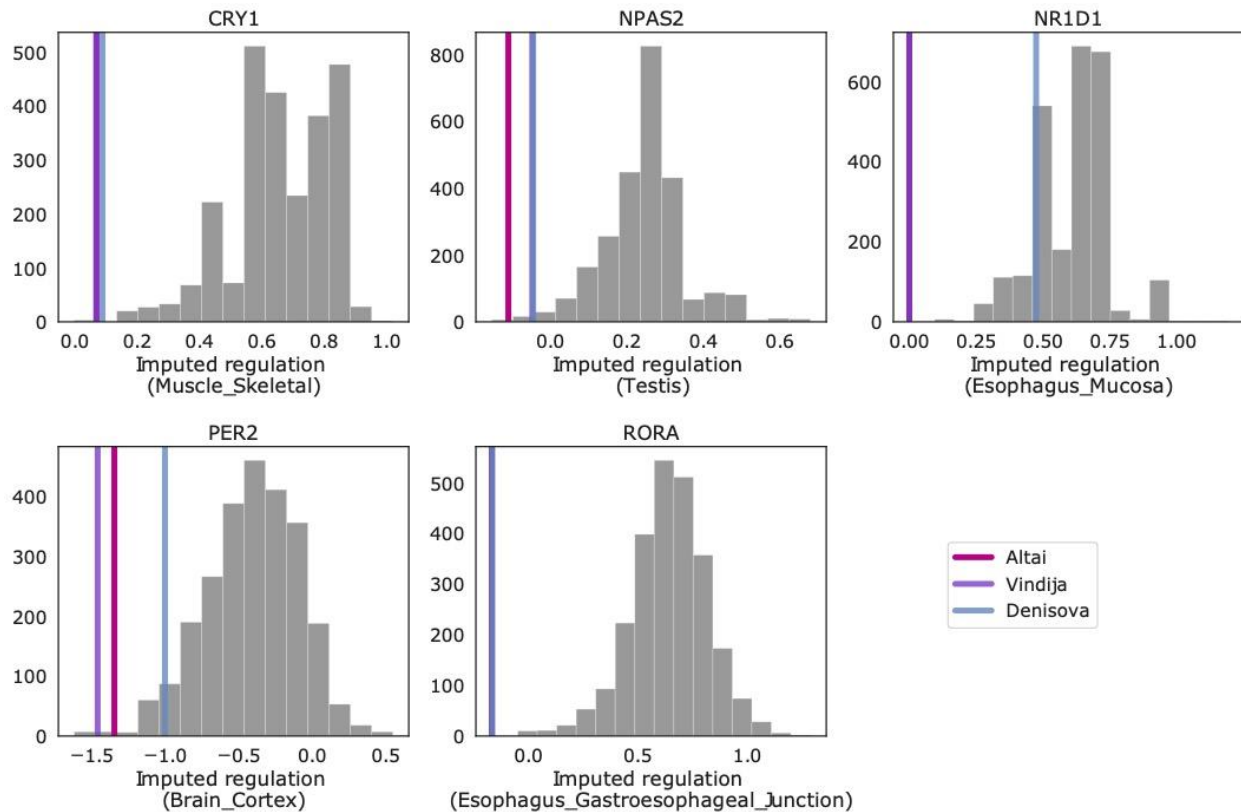 CRY1
500
400
300
200
100
0
0.0 0.2 0.4 0.6 0.8 1.0
Imputed regulation
(Muscle_Skeletal)
NPAS2
800
600
400
200
0
0.0 0.2 0.4 0.6
Imputed regulation
(Testis)
NR1D1
600
400
200
0
0.00 0.25 0.50 0.75 1.00
Imputed regulation
(Esophagus_Mucosa)
PER2
400
300
200
100
0
−1.5 −1.0 −0.5 0.0 0.5
Imputed regulation
(Brain_Cortex)
RORA
500
400
300
200
100
0
0.0 0.5 1.0
Imputed regulation
(Esophagus_Gastroesophageal_Junction)
Altai
Vindija
Denisova